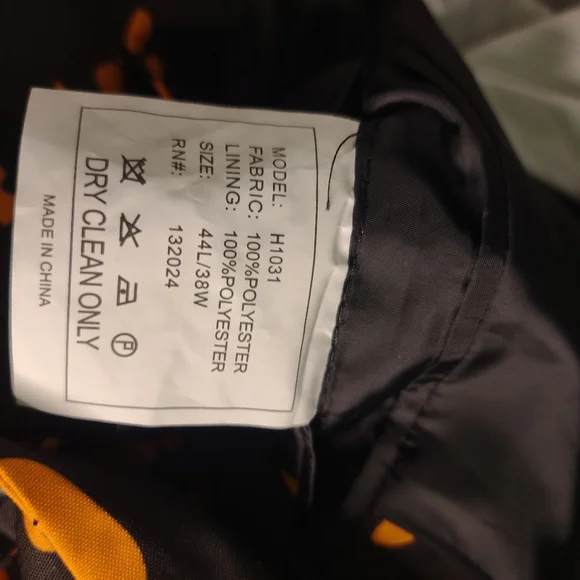 MODEL: H1031
FABRIC: 100%POLYESTER
LINING: 100%POLYESTER
SIZE: 44L/38W
RN#: 132024
P
DRY CLEAN ONLY
MADE IN CHINA